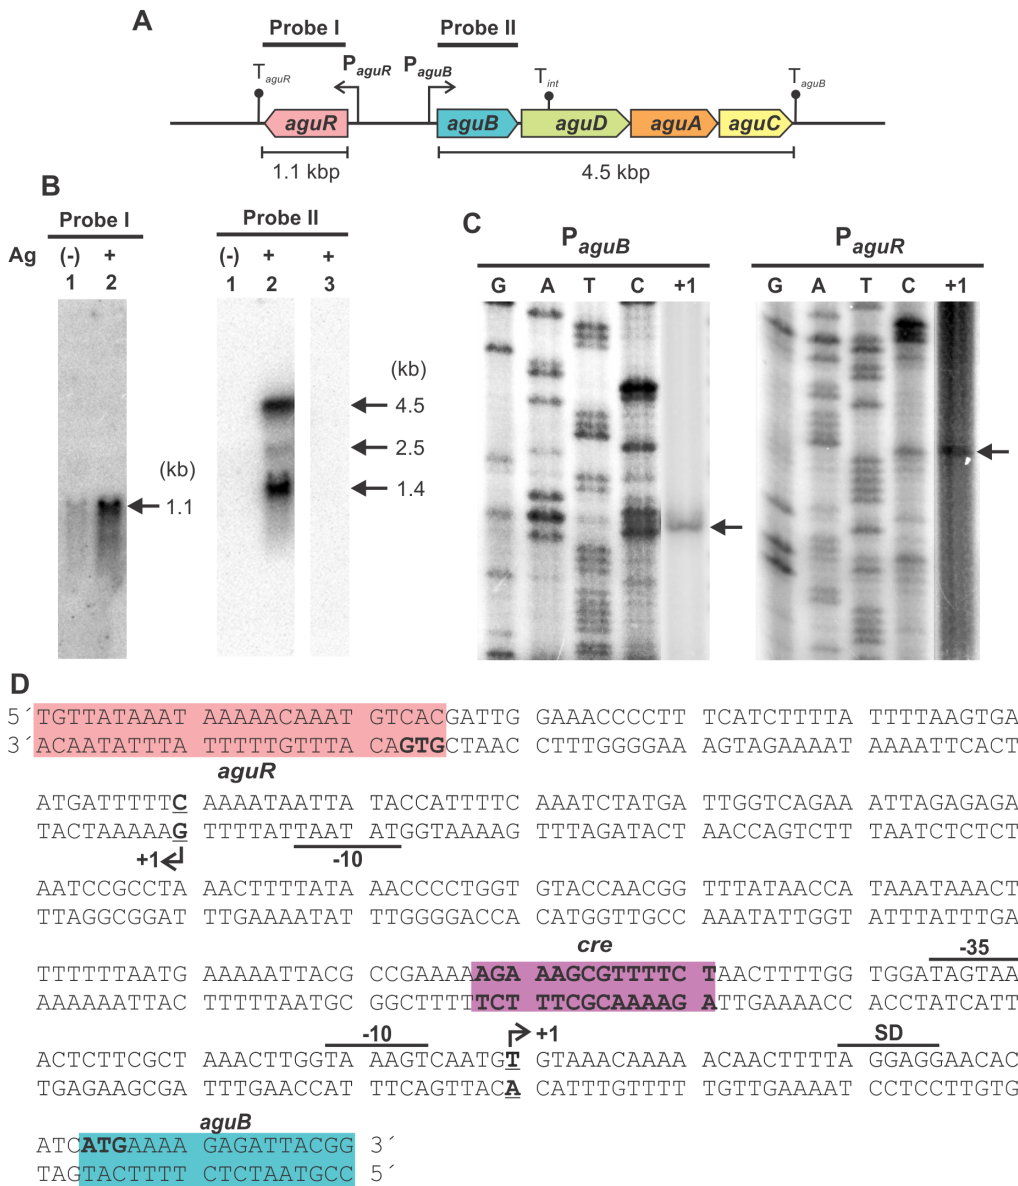 A
Probe I
Probe II
T aguR
P aguR
P aguB
T int
T aguB
aguR
aguB
aguD
aguA
aguC
1.1 kbp
4.5 kbp
B
Probe I
Probe II
Ag (-) +
1 2
(-) + +
1 2 3
(kb)
4.5
2.5
1.4
(kb)
1.1
C
P aguB
P aguR
G A T C +1
G A T C +1
D
5´TGTTATAAAT AAAAACAAAT GTCACGATTG GAAACCCCTT TCATCTTTTA TTTTAAGTGA
3´ACAATATTTA TTTTTGTTTA CAGTGCTAAC CTTTGGGGAA AGTAGAAAAT AAAATTCACT
aguR
ATGATTTTTC AAAATAATTA TACCATTTTC AAATCTATGA TTGGTCAGAA ATTAGAGAGA
TACTAAAAAG TTTTATTAAT ATGGTAAAAG TTTAGATACT AACCAGTCTT TAATCTCTCT
+1 -10
AATCCGCCTA AACTTTTATA AACCCCTGGT GTACCAACGG TTTATAACCA TAAATAAACT
TTAGGCGGAT TTGAAAATAT TTGGGGACCA CATGGTTGCC AAATATTGGT ATTTATTTGA
cre -35
TTTTTTAATG AAAAAATTACG CCGAAAAAGA AAGCGTTTTCT TAACTTTTGG TGGATAGTAA
AAAAAATTAC TTTTTAATGC GGCTTTTTCT TTCGCAAAAGA ATTGAAAACC ACCTATCATT
-10 +1 SD
ACTCTTCGCT AAACTTGGTA AAGTCAATGT GTAAACAAAA ACAACTTTTA GGAGGAACAC
TGAGAAGCGA TTTGAACCAT TTCAGTTACA CATTTGTTTT TGTTGAAAAT CCTCCTTGTG
aguB
ATCATGAAAA GAGATTACGG 3´
TAGTACTTTT CTCTAATGCC 5´